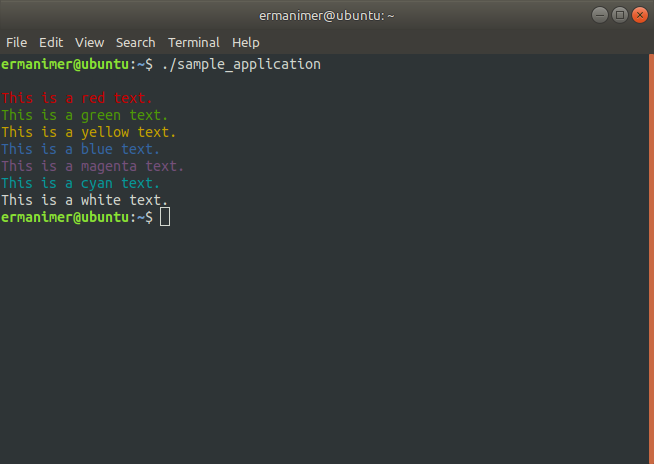 ermanimer@ubuntu: ~
File Edit View Search Terminal Help
ermanimer@ubuntu:~$ ./sample_application
This is a red text.
This is a green text.
This is a yellow text.
This is a blue text.
This is a magenta text.
This is a cyan text.
This is a white text.
ermanimer@ubuntu:~$